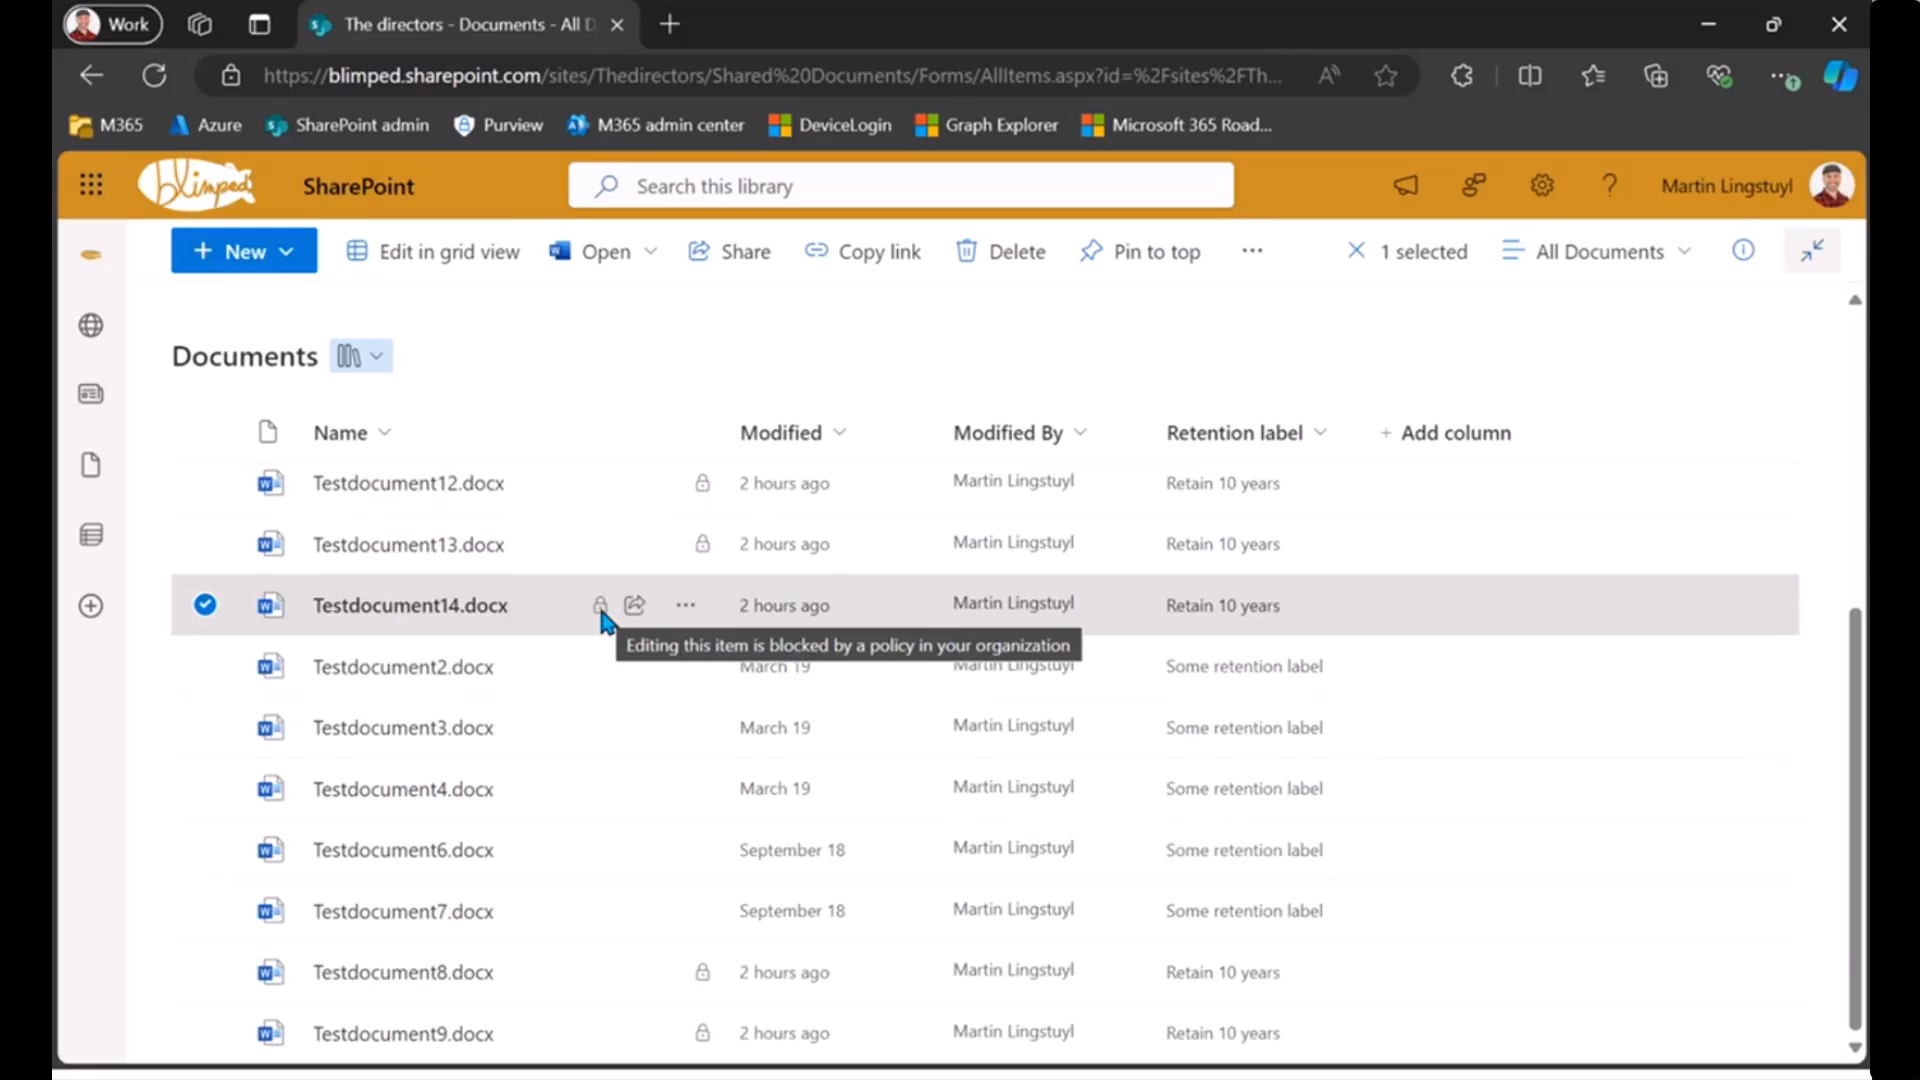 Work
The directors - Documents - All D
https://blimped.sharepoint.com/sites/Thedirectors/Shared%20Documents/Forms/AllItems.aspx?id=%2Fsites%2FTh...
M365 Azure SharePoint admin Purview M365 admin center DeviceLogin Graph Explorer Microsoft 365 Road...
blimped SharePoint Search this library Martin Lingstuyl
New Edit in grid view Open Share Copy link Delete Pin to top ... 1 selected All Documents
Documents
Name Modified Modified By Retention label + Add column
Testdocument12.docx 2 hours ago Martin Lingstuyl Retain 10 years
Testdocument13.docx 2 hours ago Martin Lingstuyl Retain 10 years
Testdocument14.docx 2 hours ago Martin Lingstuyl Retain 10 years
Editing this item is blocked by a policy in your organization
Testdocument2.docx March 19 Martin Lingstuyl Some retention label
Testdocument3.docx March 19 Martin Lingstuyl Some retention label
Testdocument4.docx March 19 Martin Lingstuyl Some retention label
Testdocument6.docx September 18 Martin Lingstuyl Some retention label
Testdocument7.docx September 18 Martin Lingstuyl Some retention label
Testdocument8.docx 2 hours ago Martin Lingstuyl Retain 10 years
Testdocument9.docx 2 hours ago Martin Lingstuyl Retain 10 years